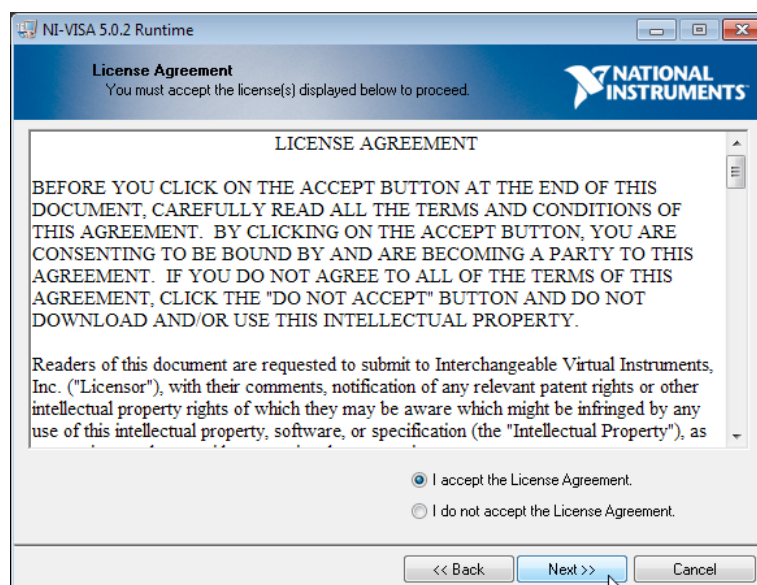 NI-VISA 5.0.2 Runtime
License Agreement
You must accept the license(s) displayed below to proceed.
NATIONAL
INSTRUMENTS
LICENSE AGREEMENT
BEFORE YOU CLICK ON THE ACCEPT BUTTON AT THE END OF THIS
DOCUMENT, CAREFULLY READ ALL THE TERMS AND CONDITIONS OF
THIS AGREEMENT.  BY CLICKING ON THE ACCEPT BUTTON, YOU ARE
CONSENTING TO BE BOUND BY AND ARE BECOMING A PARTY TO THIS
AGREEMENT.  IF YOU DO NOT AGREE TO ALL OF THE TERMS OF THIS
AGREEMENT, CLICK THE "DO NOT ACCEPT" BUTTON AND DO NOT
DOWNLOAD AND/OR USE THIS INTELLECTUAL PROPERTY.
Readers of this document are requested to submit to Interchangeable Virtual Instruments,
Inc. ("Licensor"), with their comments, notification of any relevant patent rights or other
intellectual property rights of which they may be aware which might be infringed by any
use of this intellectual property, software, or specification (the "Intellectual Property"), as
I accept the License Agreement.
I do not accept the License Agreement.
<< Back
Next >>
Cancel